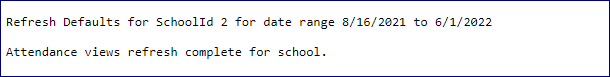 Refresh Defaults for SchoolId 2 for date range 8/16/2021 to 6/1/2022
Attendance views refresh complete for school.